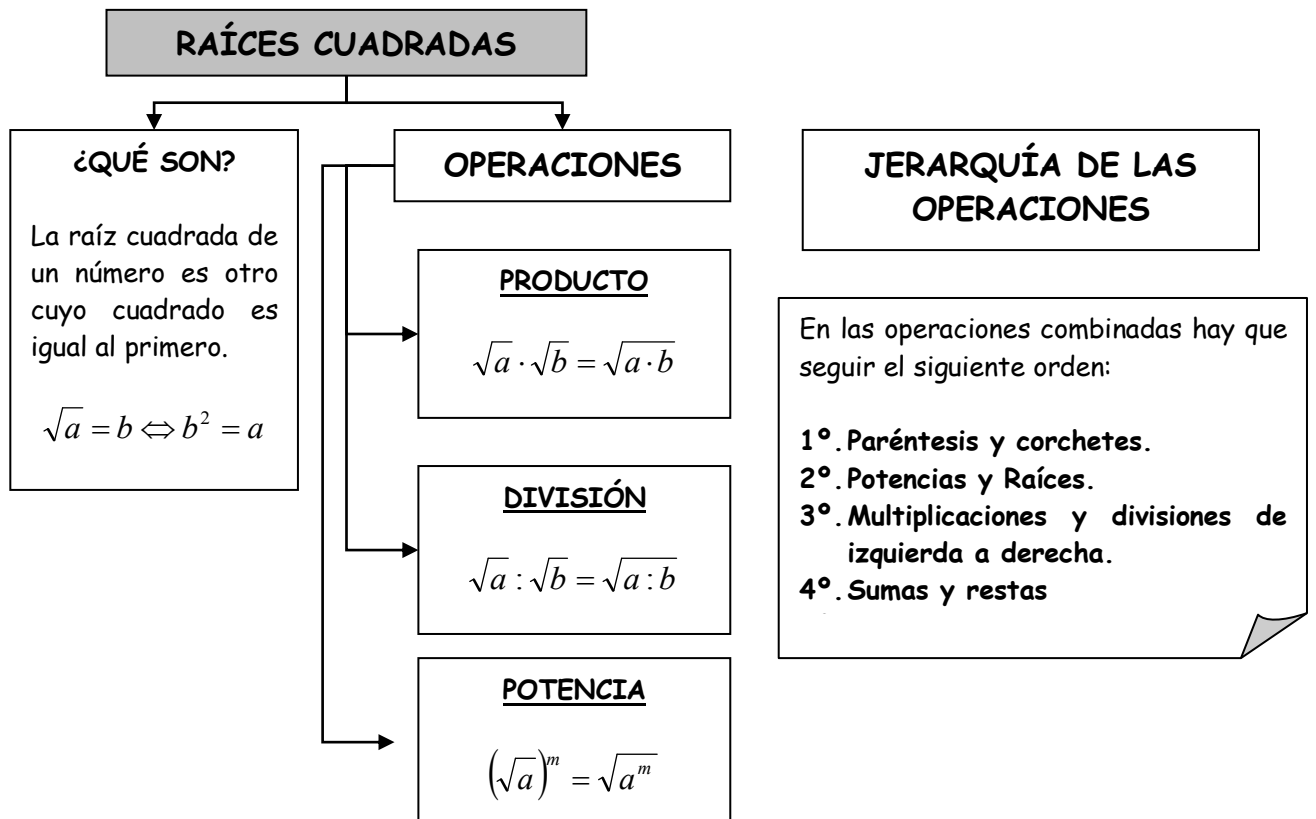 RAÍCES CUADRADAS
¿QUÉ SON?
La raíz cuadrada de
un número es otro
cuyo cuadrado es
igual al primero.
√a = b ⇔ b² = a
OPERACIONES
PRODUCTO
√a · √b = √(a · b)
DIVISIÓN
√a : √b = √(a : b)
POTENCIA
(√a)ᵐ = √(aᵐ)
JERARQUÍA DE LAS
OPERACIONES
En las operaciones combinadas hay que
seguir el siguiente orden:
1º. Paréntesis y corchetes.
2º. Potencias y Raíces.
3º. Multiplicaciones y divisiones de
izquierda a derecha.
4º. Sumas y restas